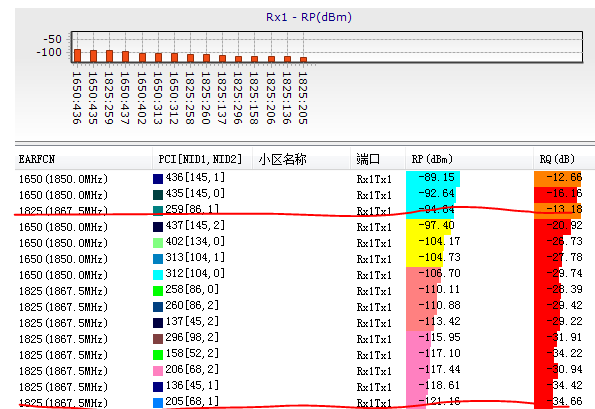 Rx1 - RP(dBm)
-50
-100
1650:436
1650:435
1825:259
1650:437
1650:402
1650:313
1650:312
1825:258
1825:260
1825:137
1825:296
1825:158
1825:206
1825:136
1825:205
EARFCN PCI[NID1,NID2] 小区名称 端口 RP(dBm) RQ(dB)
1650(1850.0MHz) 436[145,1] Rx1Tx1 -89.15 -12.66
1650(1850.0MHz) 435[145,0] Rx1Tx1 -92.64 -16.16
1825(1867.5MHz) 259[86,1] Rx1Tx1 -94.64 -13.18
1650(1850.0MHz) 437[145,2] Rx1Tx1 -97.40 -20.92
1650(1850.0MHz) 402[134,0] Rx1Tx1 -104.17 -26.73
1650(1850.0MHz) 313[104,1] Rx1Tx1 -104.73 -27.78
1650(1850.0MHz) 312[104,0] Rx1Tx1 -106.70 -29.74
1825(1867.5MHz) 258[86,0] Rx1Tx1 -110.11 -28.39
1825(1867.5MHz) 260[86,2] Rx1Tx1 -110.88 -29.42
1825(1867.5MHz) 137[45,2] Rx1Tx1 -113.42 -29.22
1825(1867.5MHz) 296[98,2] Rx1Tx1 -115.95 -31.91
1825(1867.5MHz) 158[52,2] Rx1Tx1 -117.10 -34.22
1825(1867.5MHz) 206[68,2] Rx1Tx1 -117.44 -30.94
1825(1867.5MHz) 136[45,1] Rx1Tx1 -118.61 -34.42
1825(1867.5MHz) 205[68,1] Rx1Tx1 -121.16 -34.66